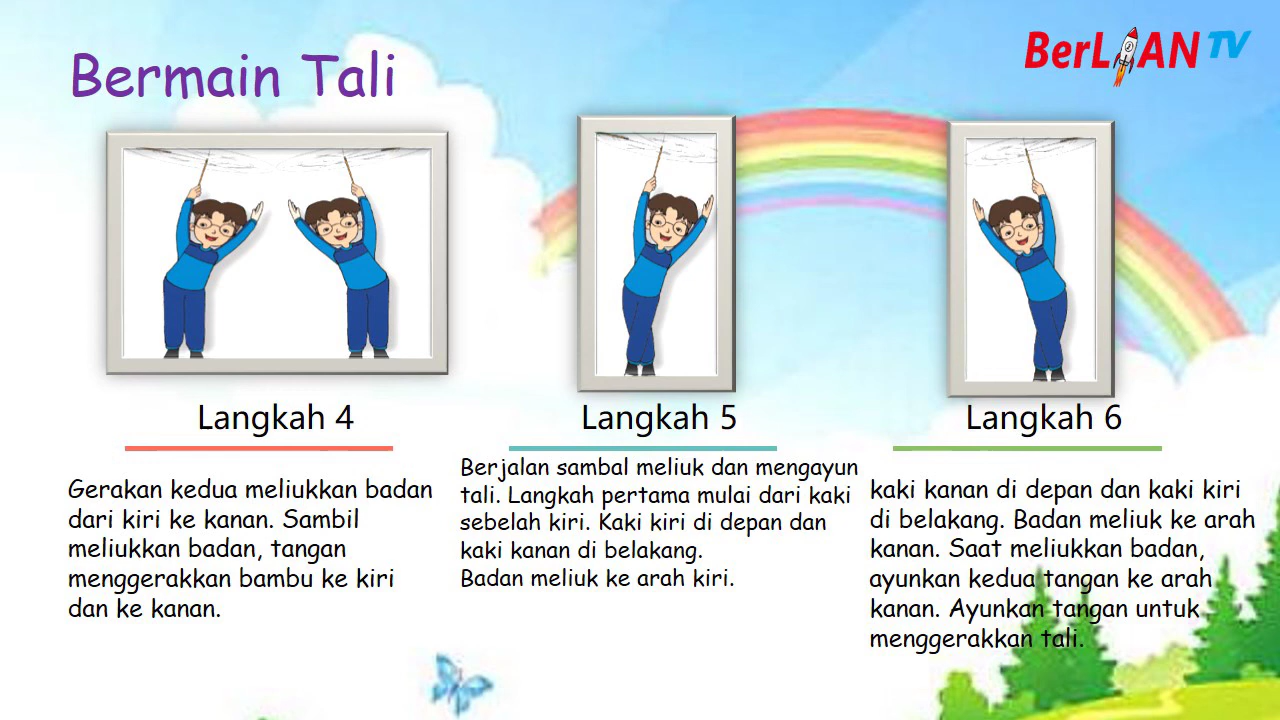 Bermain Tali
BerLIAN TV
Langkah 4
Gerakan kedua meliukkan badan
dari kiri ke kanan. Sambil
meliukkan badan, tangan
menggerakkan bambu ke kiri
dan ke kanan.
Langkah 5
Berjalan sambal meliuk dan mengayun
tali. Langkah pertama mulai dari kaki
sebelah kiri. Kaki kiri di depan dan
kaki kanan di belakang.
Badan meliuk ke arah kiri.
Langkah 6
kaki kanan di depan dan kaki kiri
di belakang. Badan meliuk ke arah
kanan. Saat meliukkan badan,
ayunkan kedua tangan ke arah
kanan. Ayunkan tangan untuk
menggerakkan tali.